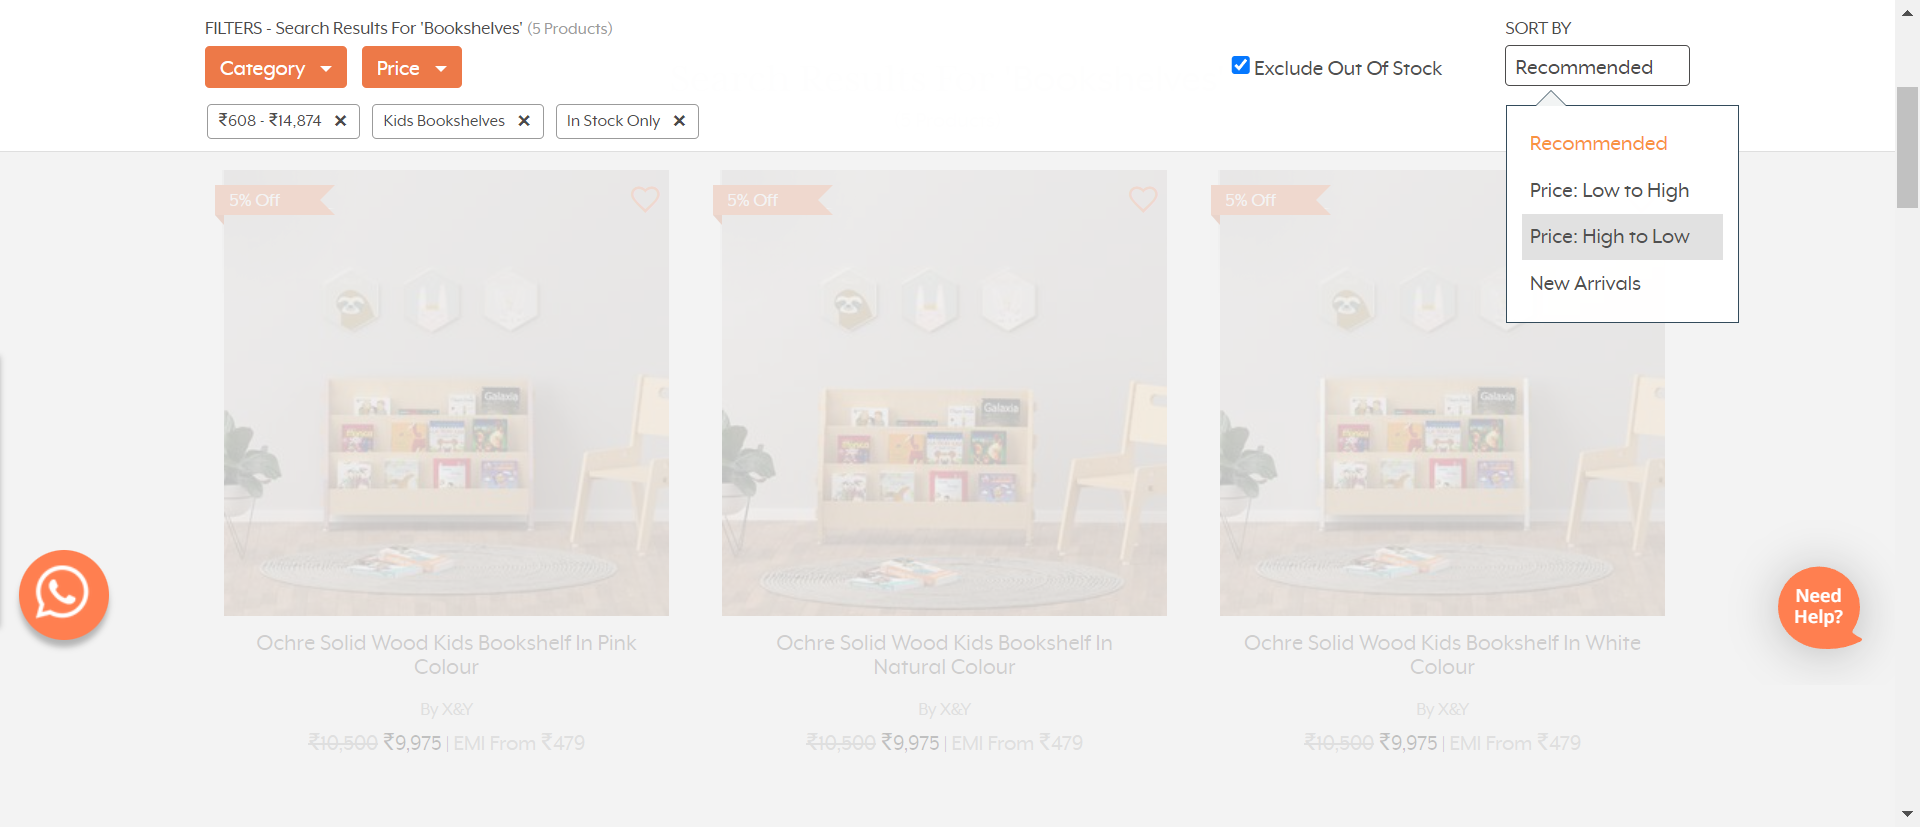 FILTERS - Search Results For 'Bookshelves' (5 Products)
SORT BY
Category
Price
Exclude Out Of Stock
Recommended
₹608 - ₹14,874 ✕
Kids Bookshelves ✕
In Stock Only ✕
Recommended
Price: Low to High
Price: High to Low
New Arrivals
5% Off
5% Off
5% Off
Galaxia
Galaxia
Need
Help?
Ochre Solid Wood Kids Bookshelf In Pink
Colour
By X&Y
₹10,500 ₹9,975 | EMI From ₹479
Ochre Solid Wood Kids Bookshelf In
Natural Colour
By X&Y
₹10,500 ₹9,975 | EMI From ₹479
Ochre Solid Wood Kids Bookshelf In White
Colour
By X&Y
₹10,500 ₹9,975 | EMI From ₹479